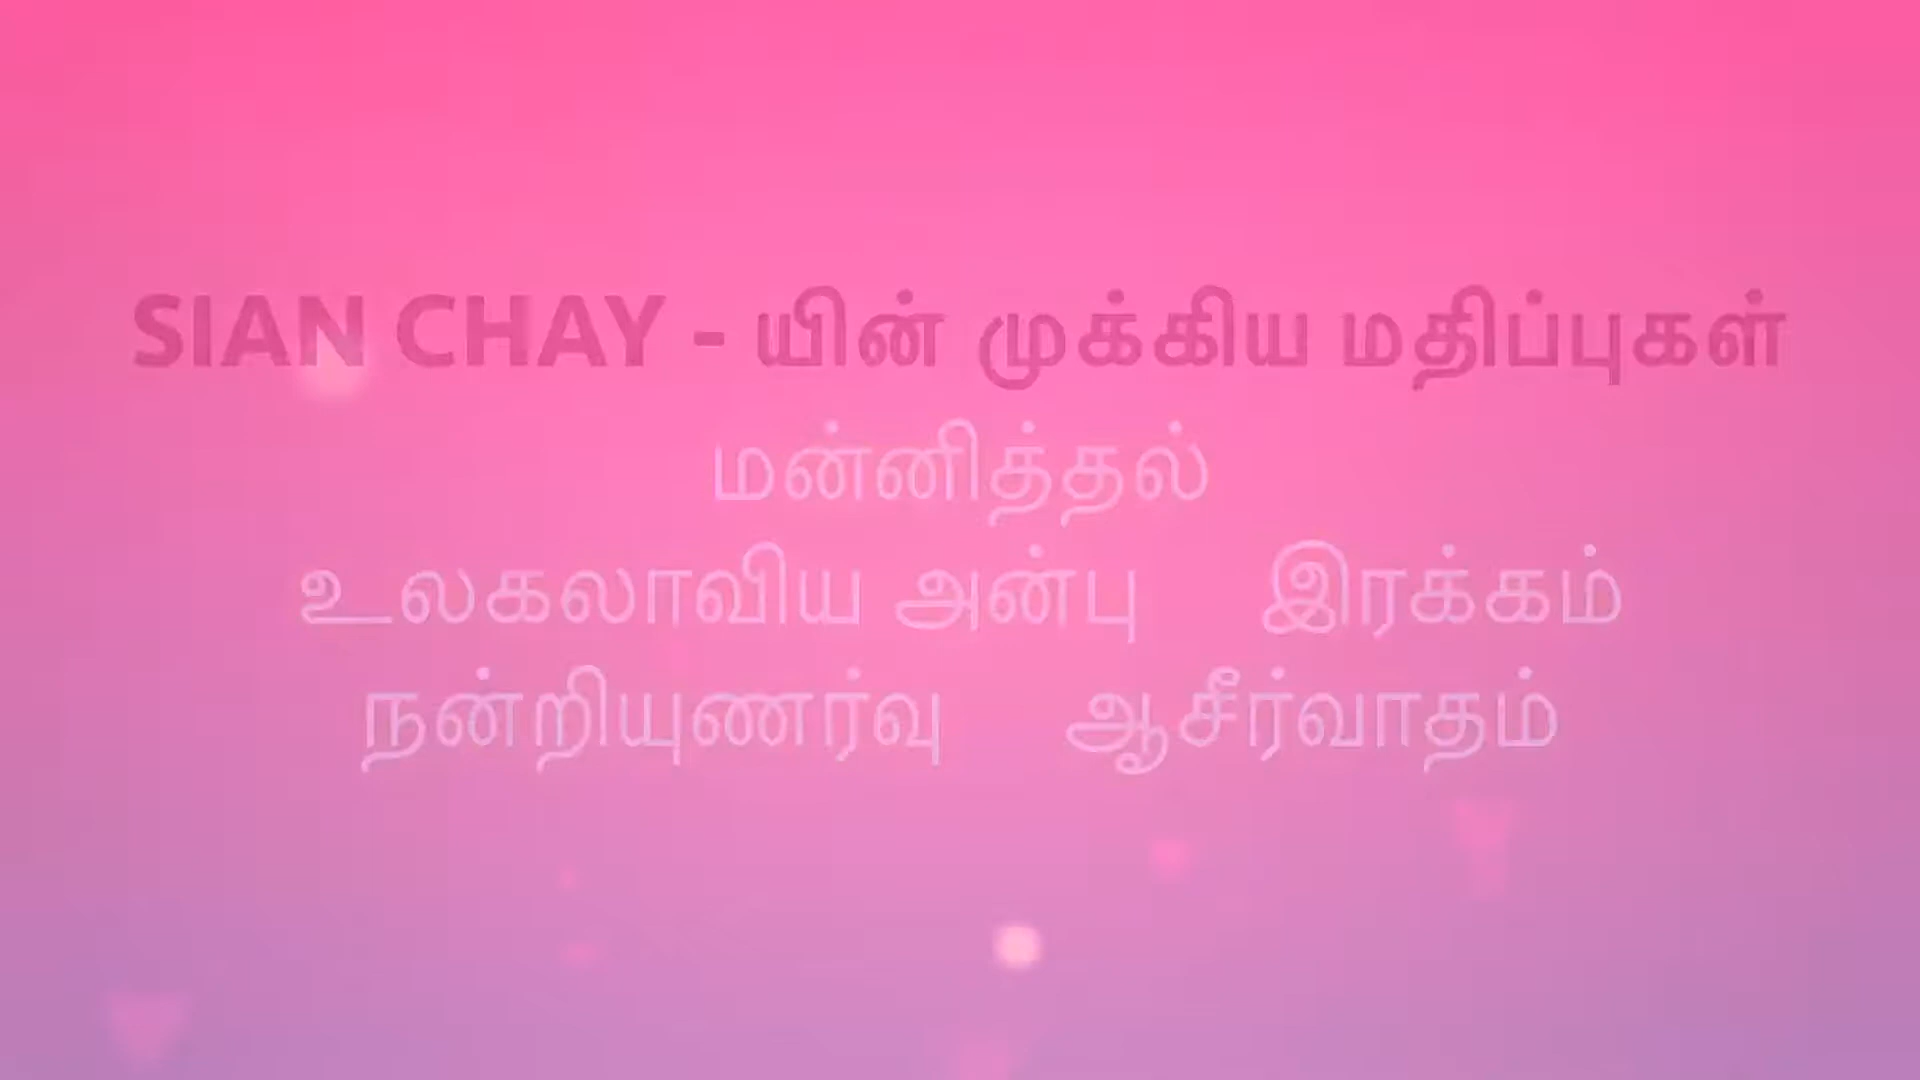 SIAN CHAY - யின் முக்கிய மதிப்புகள்
மன்னித்தல்
உலகலாவிய அன்பு இரக்கம்
நன்றியுணர்வு ஆசீர்வாதம்